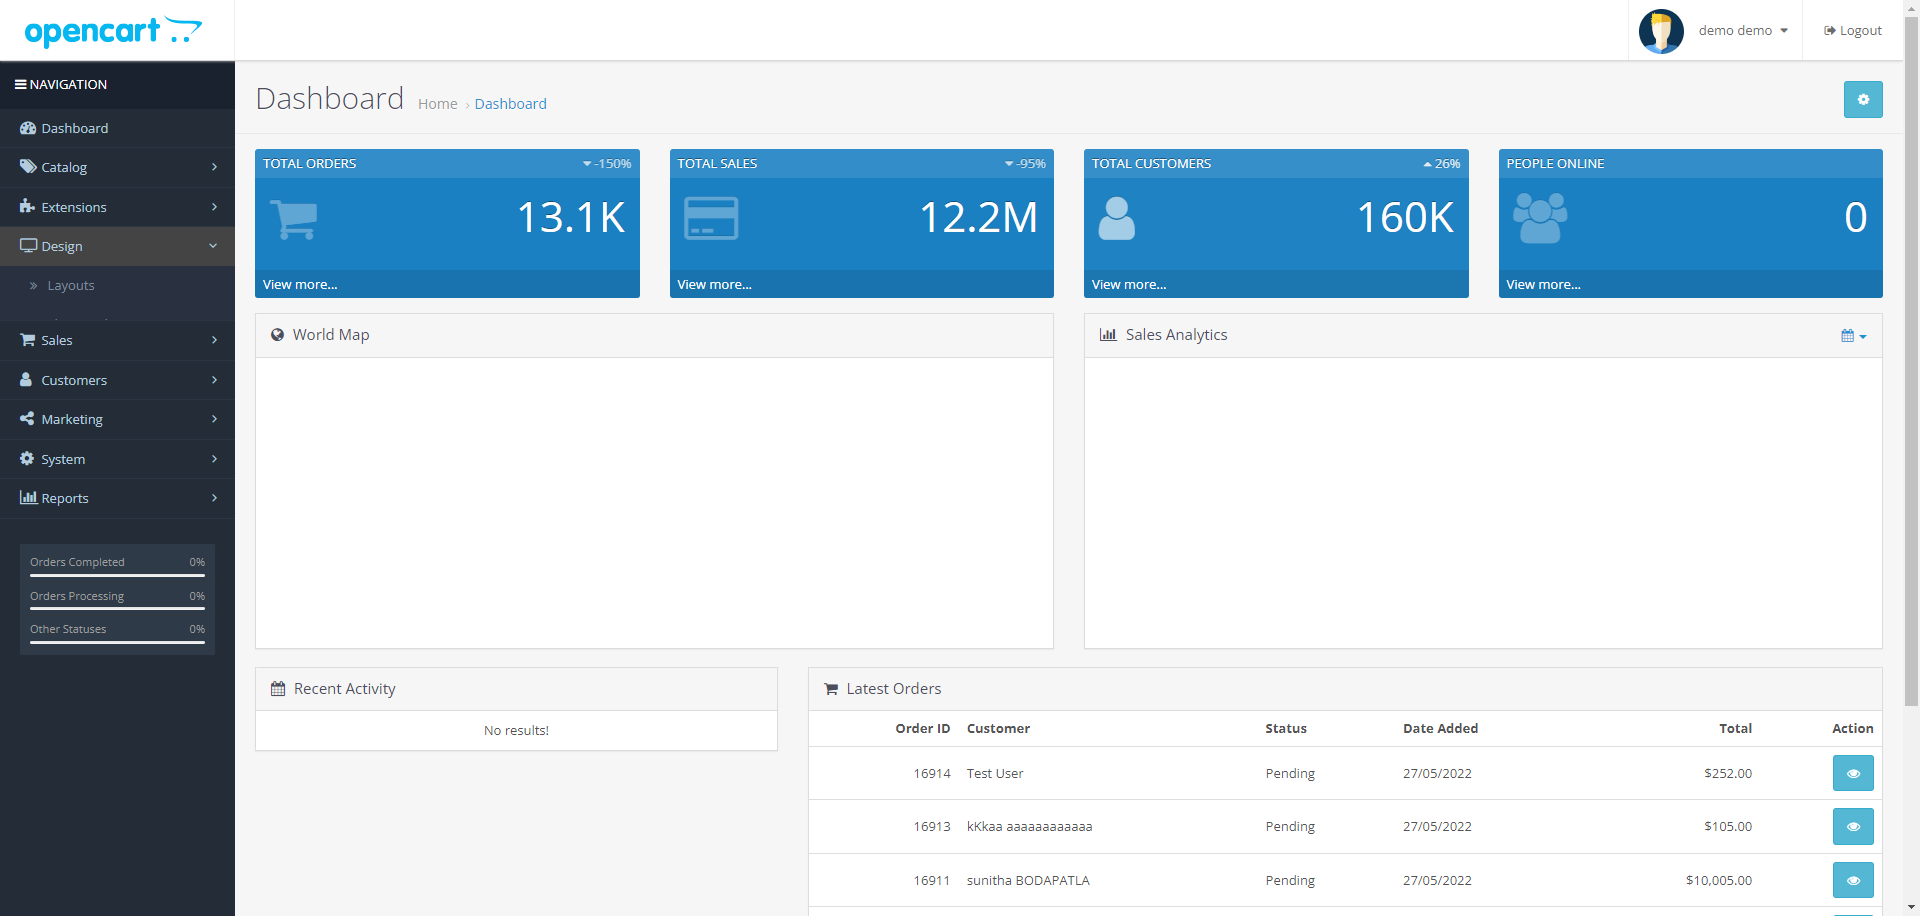 opencart
demo demo
Logout
NAVIGATION
Dashboard
Catalog
Extensions
Design
Layouts
Sales
Customers
Marketing
System
Reports
Orders Completed 0%
Orders Processing 0%
Other Statuses 0%
Dashboard Home › Dashboard
TOTAL ORDERS -150%
13.1K
View more...
TOTAL SALES -95%
12.2M
View more...
TOTAL CUSTOMERS 26%
160K
View more...
PEOPLE ONLINE
0
View more...
World Map
Sales Analytics
Recent Activity
No results!
Latest Orders
Order ID Customer Status Date Added Total Action
16914 Test User Pending 27/05/2022 $252.00
16913 kKkaa aaaaaaaaaaaa Pending 27/05/2022 $105.00
16911 sunitha BODAPATLA Pending 27/05/2022 $10,005.00